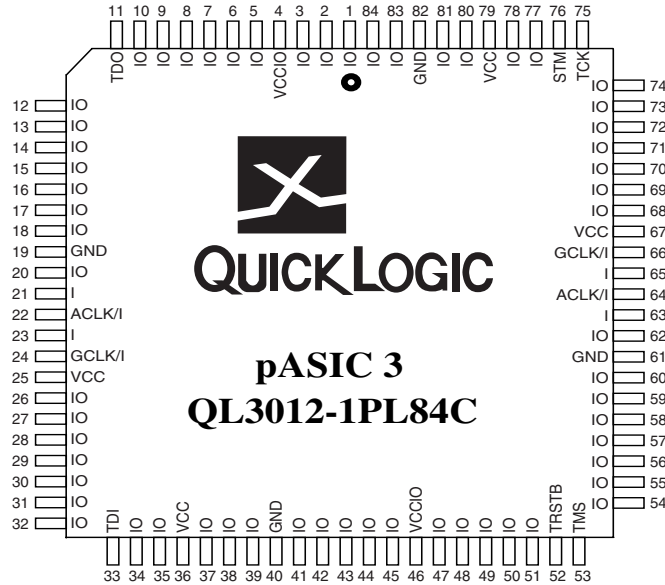 11 10 9 8 7 6 5 4 3 2 1 84 83 82 81 80 79 78 77 76 75
TDO IO IO IO IO IO IO VCCIO IO IO IO IO IO GND IO IO VCC IO IO STM TCK
12 IO
13 IO
14 IO
15 IO
16 IO
17 IO
18 IO
19 GND
20 IO
21 I
22 ACLK/I
23 I
24 GCLK/I
25 VCC
26 IO
27 IO
28 IO
29 IO
30 IO
31 IO
32 IO
QUICKLOGIC
pASIC 3
QL3012-1PL84C
IO 74
IO 73
IO 72
IO 71
IO 70
IO 69
IO 68
VCC 67
GCLK/I 66
I 65
ACLK/I 64
I 63
IO 62
GND 61
IO 60
IO 59
IO 58
IO 57
IO 56
IO 55
IO 54
TDI IO IO VCC IO IO IO GND IO IO IO IO IO VCCIO IO IO IO IO IO TRSTB TMS
33 34 35 36 37 38 39 40 41 42 43 44 45 46 47 48 49 50 51 52 53